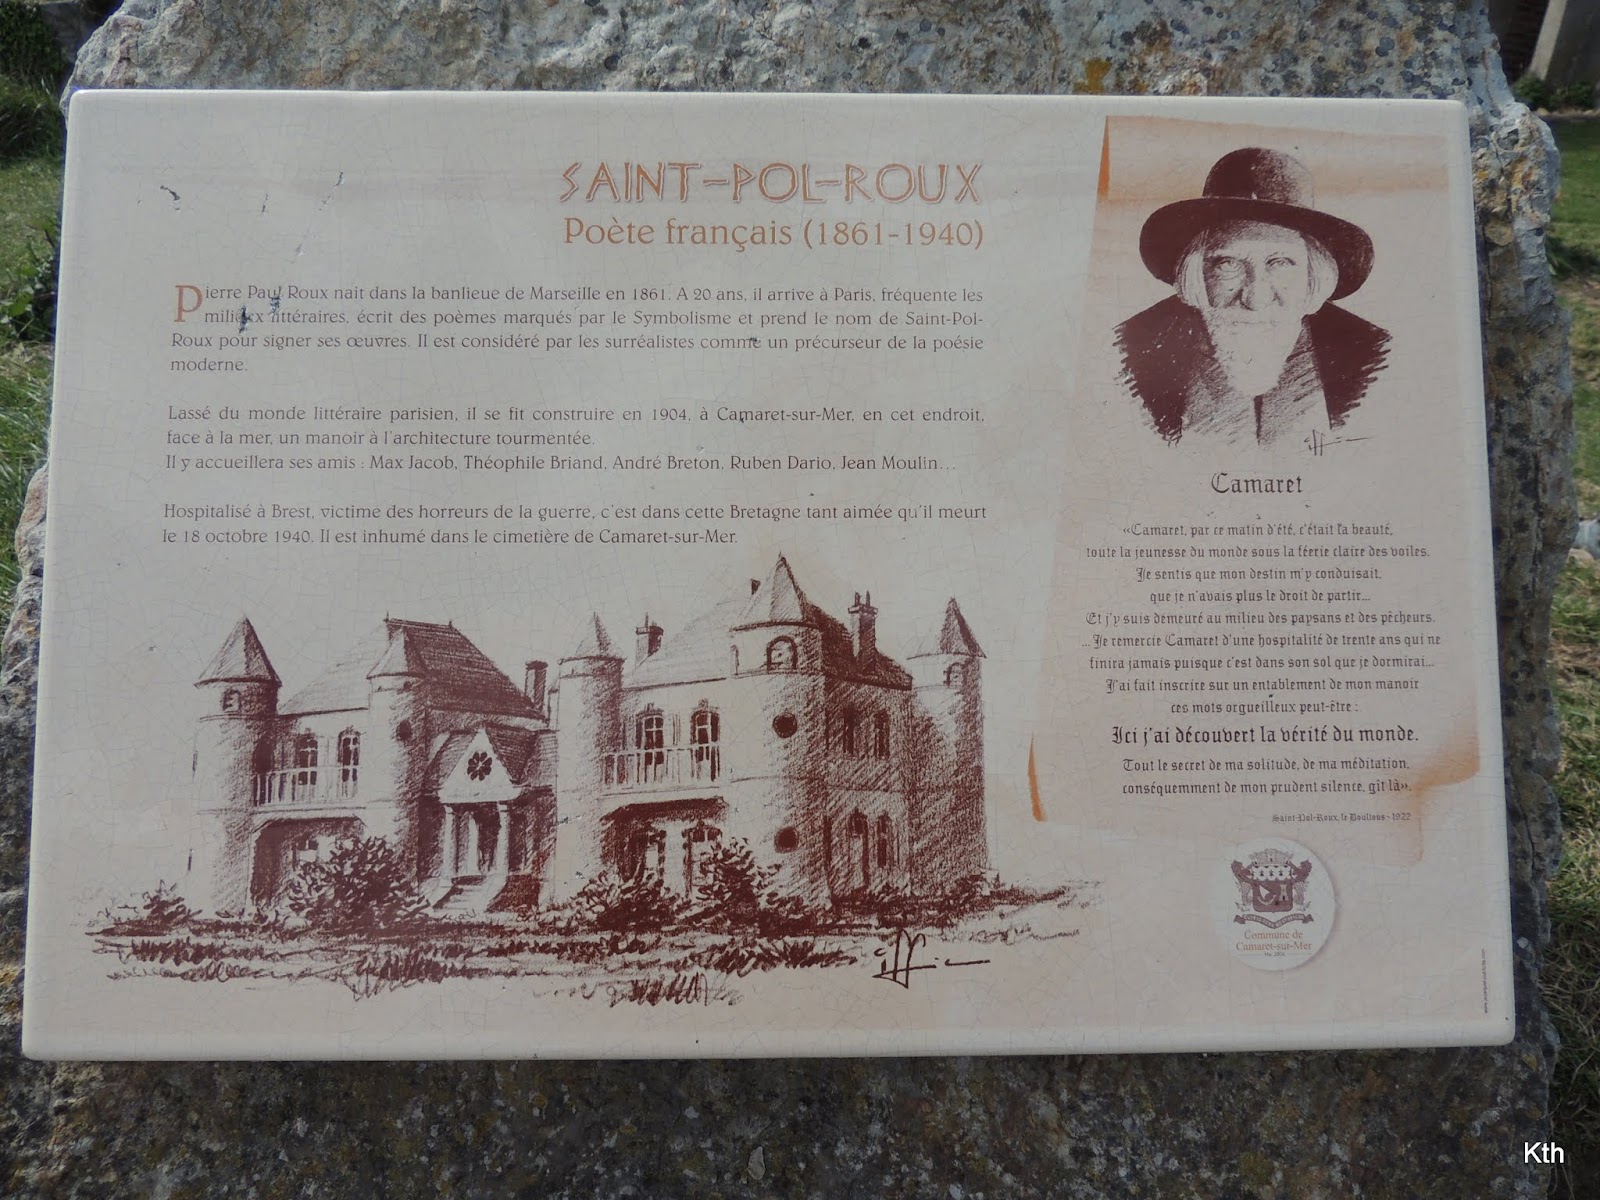 SAINT-POL-ROUX
Poète français (1861-1940)
Pierre Paul Roux nait dans la banlieue de Marseille en 1861. A 20 ans, il arrive à Paris, fréquente les
milieux littéraires, écrit des poèmes marqués par le Symbolisme et prend le nom de Saint-Pol-
Roux pour signer ses œuvres. Il est considéré par les surréalistes comme un précurseur de la poésie
moderne.
Lassé du monde littéraire parisien, il se fit construire en 1904, à Camaret-sur-Mer, en cet endroit,
face à la mer, un manoir à l'architecture tourmentée.
Il y accueillera ses amis : Max Jacob, Théophile Briand, André Breton, Ruben Dario, Jean Moulin...
Hospitalisé à Brest, victime des horreurs de la guerre, c'est dans cette Bretagne tant aimée qu'il meurt
le 18 octobre 1940. Il est inhumé dans le cimetière de Camaret-sur-Mer.
Camaret
«Camaret, par ce matin d'été, c'était la beauté,
toute la jeunesse du monde sous la féerie claire des voiles.
Je sentis que mon destin m'y conduisait,
que je n'avais plus le droit de partir...
Et j'y suis demeuré au milieu des paysans et des pêcheurs.
... Je remercie Camaret d'une hospitalité de trente ans qui ne
finira jamais puisque c'est dans son sol que je dormirai...
J'ai fait inscrire sur un entablement de mon manoir
ces mots orgueilleux peut-être :
Ici j'ai découvert la vérité du monde.
Tout le secret de ma solitude, de ma méditation,
conséquemment de mon prudent silence, gît là».
Saint-Pol-Roux, le Boultous - 1922
Commune de
Camaret-sur-Mer
Kth